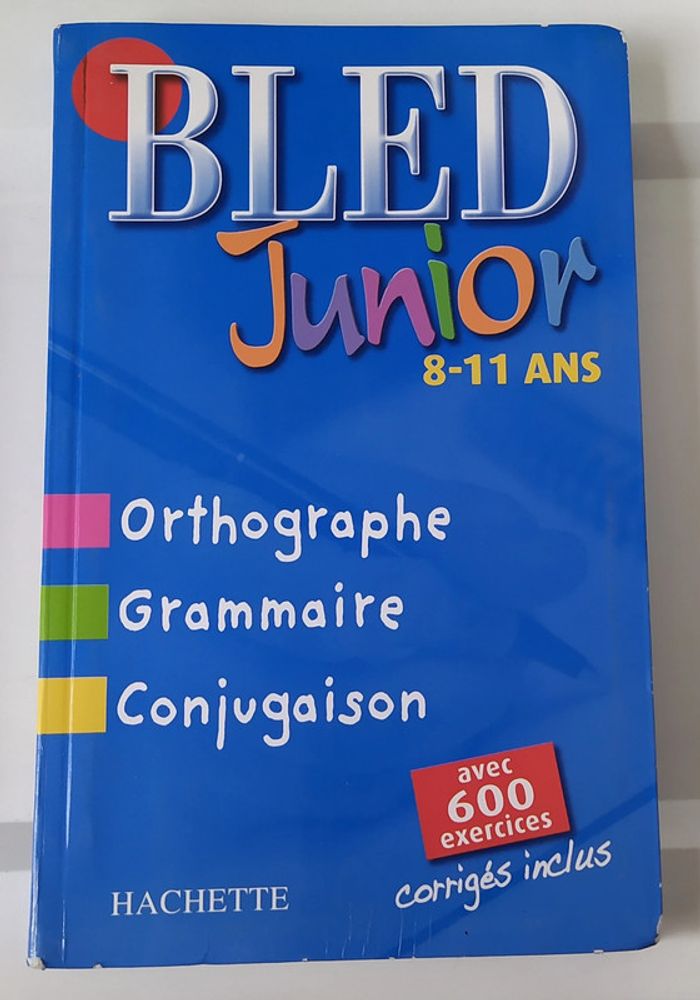 BLED
Junior
8-11 ANS
Orthographe
Grammaire
Conjugaison
avec
600
exercices
corrigés inclus
HACHETTE